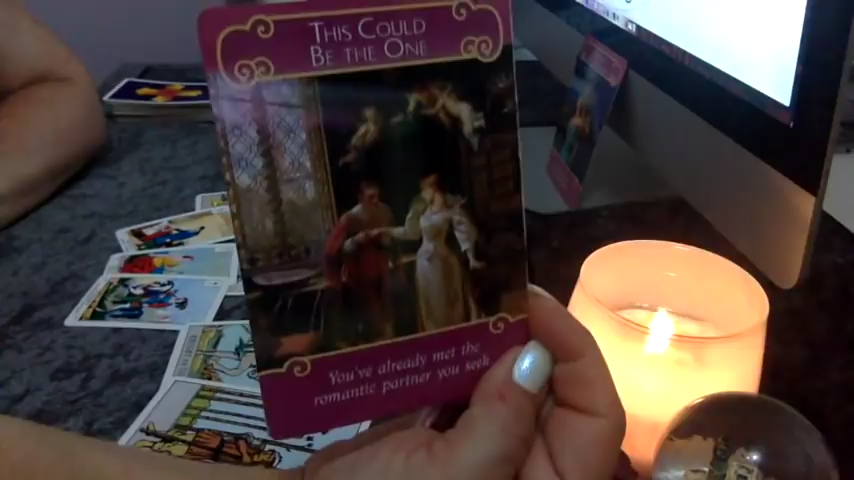 This Could
Be the One
You've already met the
romantic partner you seek